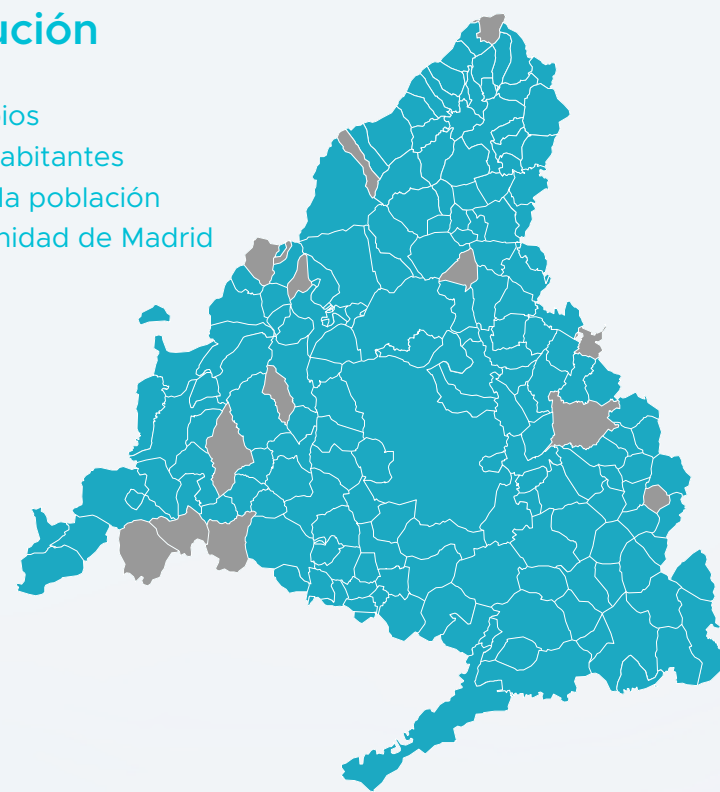 ución
ios
abitantes
la población
nidad de Madrid